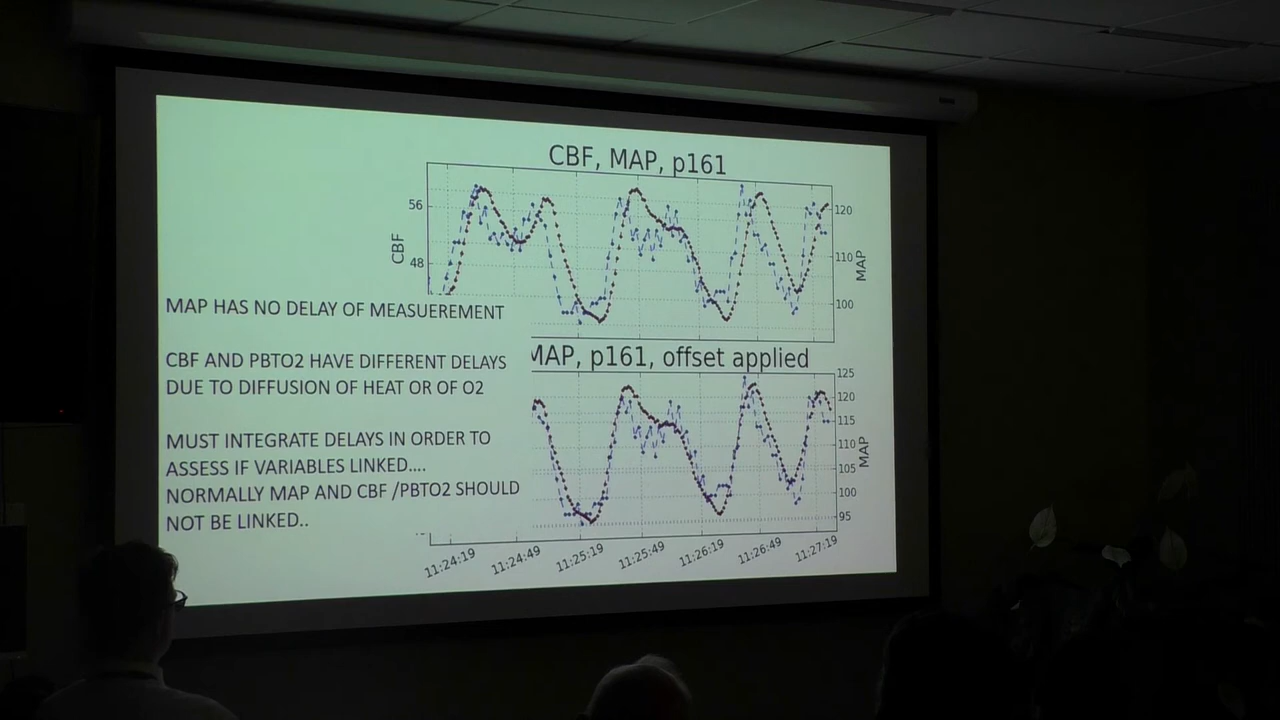 CBF, MAP, p161
56
48
CBF
120
110
100
MAP
MAP HAS NO DELAY OF MEASUEREMENT
CBF AND PBTO2 HAVE DIFFERENT DELAYS
DUE TO DIFFUSION OF HEAT OR OF O2
MUST INTEGRATE DELAYS IN ORDER TO
ASSESS IF VARIABLES LINKED....
NORMALLY MAP AND CBF /PBTO2 SHOULD
NOT BE LINKED..
MAP, p161, offset applied
125
120
115
110
105
100
95
MAP
11:24:19 11:24:49 11:25:19 11:25:49 11:26:19 11:26:49 11:27:19